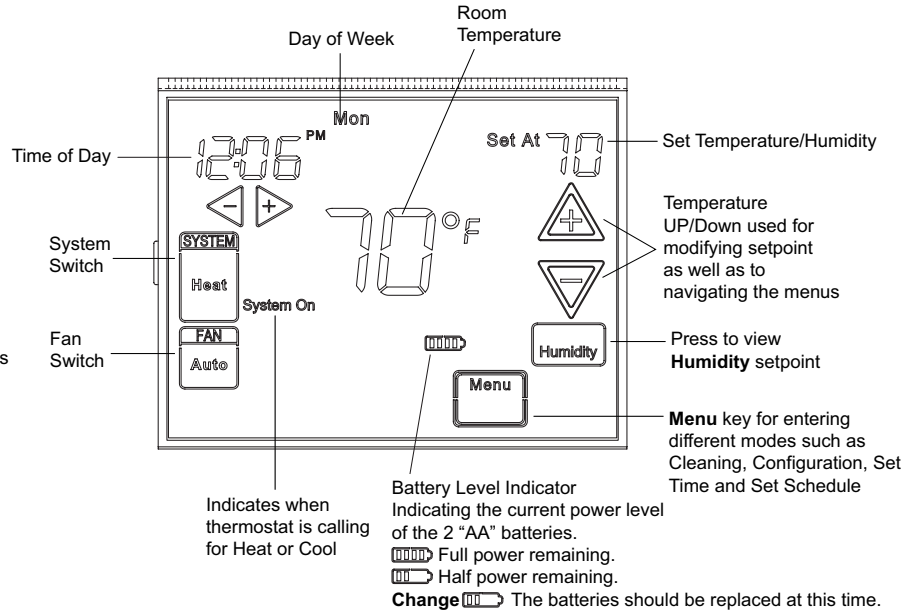 Room
Temperature
Day of Week
Mon
12:06 PM
Set At 70
Time of Day
Set Temperature/Humidity
70°F
Temperature
UP/Down used for
modifying setpoint
as well as to
navigating the menus
System
Switch
SYSTEM
Heat
System On
Fan
Switch
s
FAN
Auto
Humidity
Press to view
Humidity setpoint
Menu
Menu key for entering
different modes such as
Cleaning, Configuration, Set
Time and Set Schedule
Indicates when
thermostat is calling
for Heat or Cool
Battery Level Indicator
Indicating the current power level
of the 2 “AA” batteries.
Full power remaining.
Half power remaining.
Change The batteries should be replaced at this time.